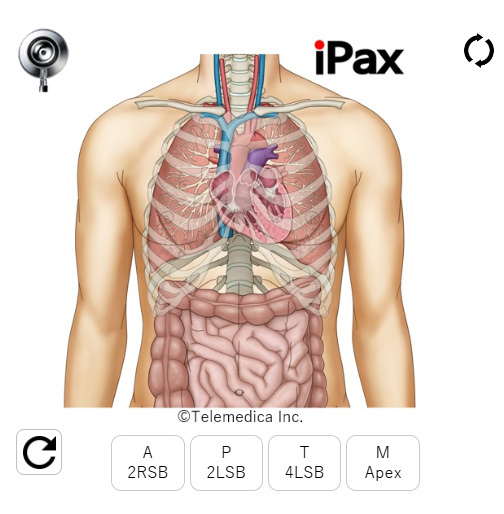 iPax
©Telemedica Inc.
A
2RSB
P
2LSB
T
4LSB
M
Apex